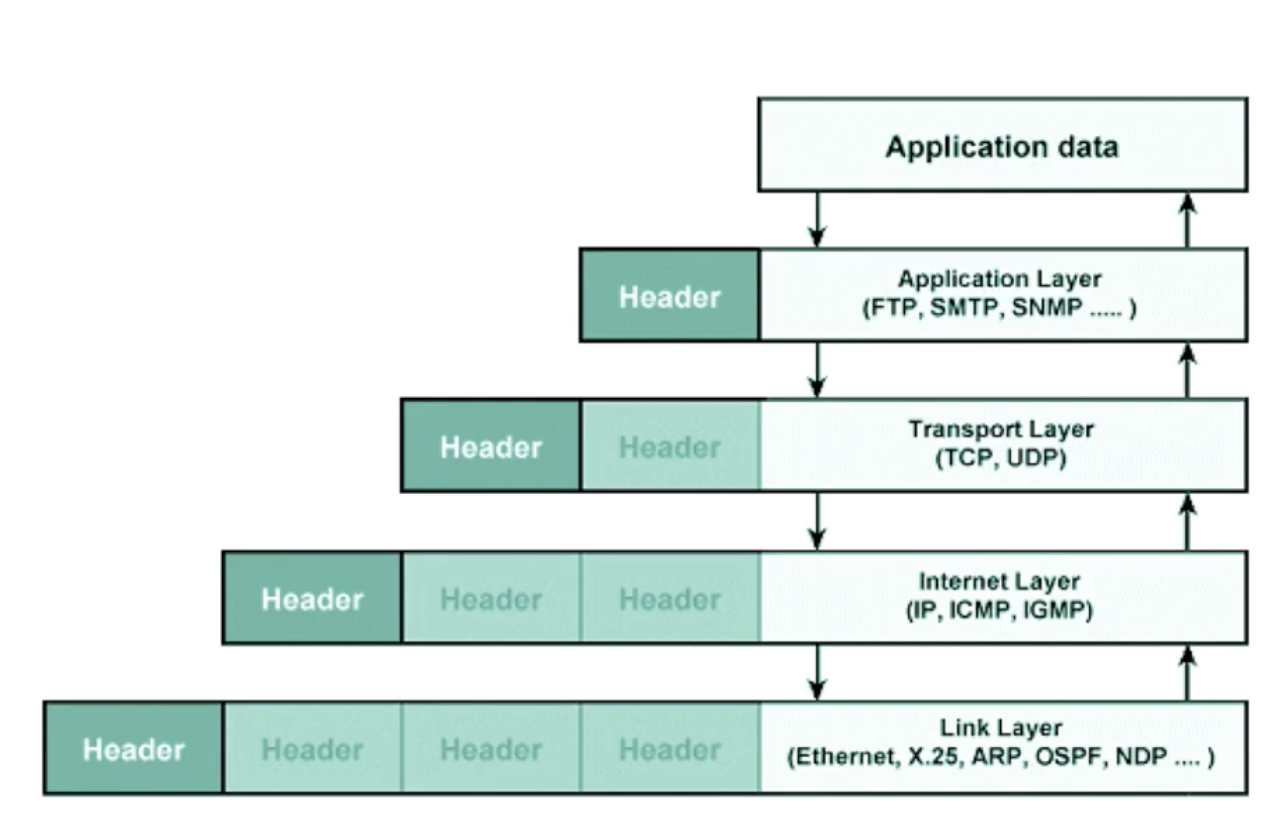 Application data
Header
Application Layer
(FTP, SMTP, SNMP ..... )
Header
Header
Transport Layer
(TCP, UDP)
Header
Header
Header
Internet Layer
(IP, ICMP, IGMP)
Header
Header
Header
Header
Link Layer
(Ethernet, X.25, ARP, OSPF, NDP .... )